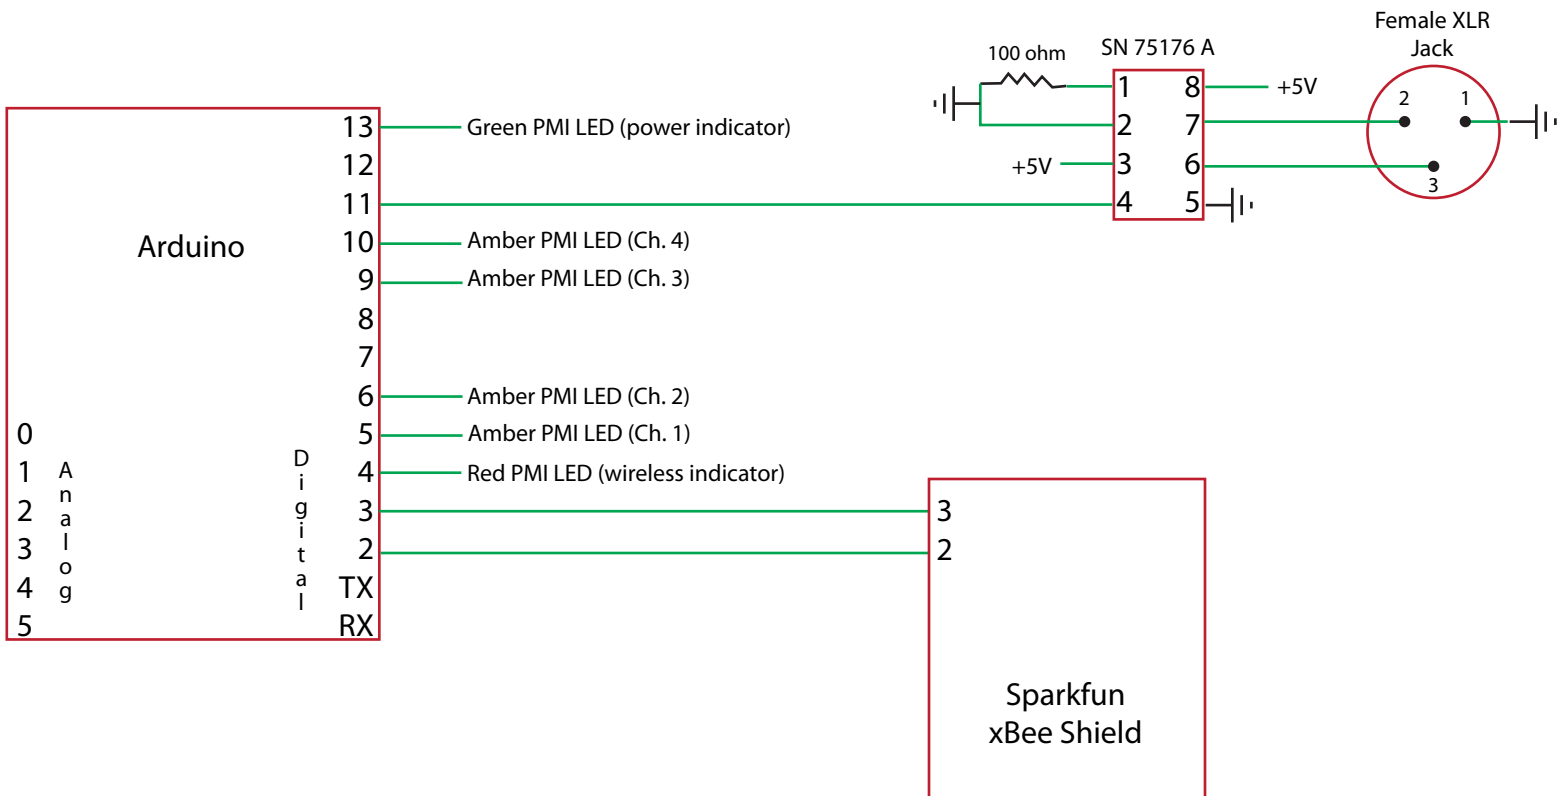 Female XLR
Jack
SN 75176 A
100 ohm
1
8
+5V
2
1
2
7
3
6
+5V
3
4
5
13
Green PMI LED (power indicator)
12
11
Arduino
10
Amber PMI LED (Ch. 4)
9
Amber PMI LED (Ch. 3)
8
7
6
Amber PMI LED (Ch. 2)
5
Amber PMI LED (Ch. 1)
4
Red PMI LED (wireless indicator)
3
2
TX
RX
0
1
2
3
4
5
Analog
Digital
3
2
Sparkfun
xBee Shield